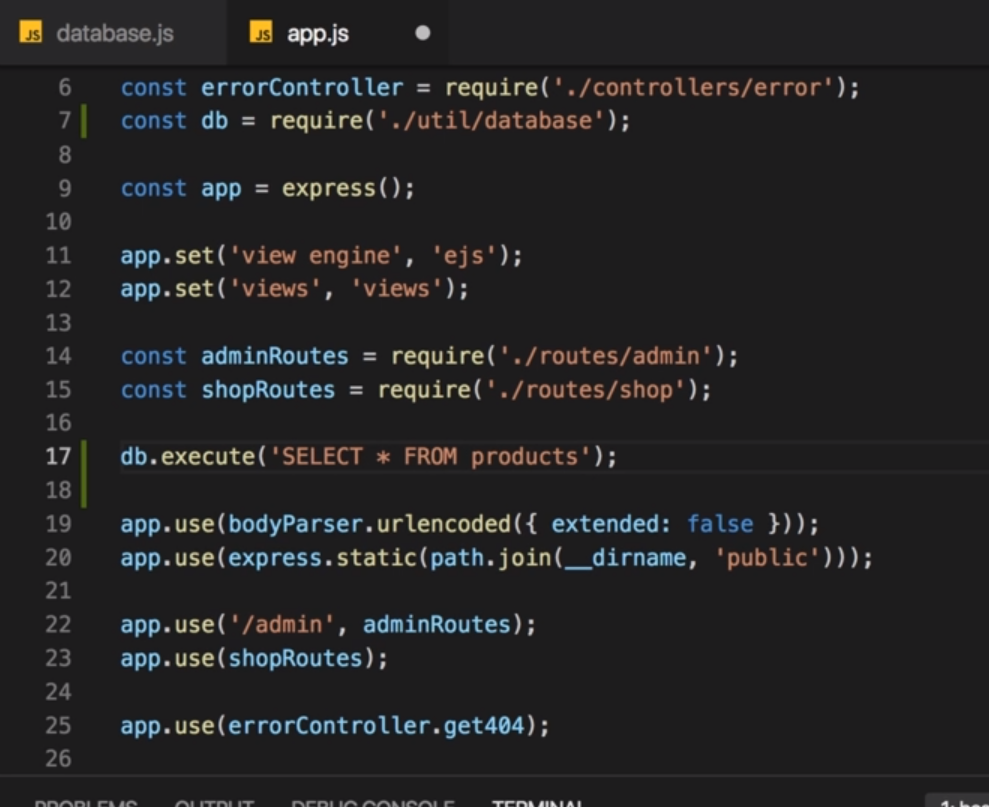 JS database.js JS app.js
6 const errorController = require('./controllers/error');
7 const db = require('./util/database');
8
9 const app = express();
10
11 app.set('view engine', 'ejs');
12 app.set('views', 'views');
13
14 const adminRoutes = require('./routes/admin');
15 const shopRoutes = require('./routes/shop');
16
17 db.execute('SELECT * FROM products');
18
19 app.use(bodyParser.urlencoded({ extended: false }));
20 app.use(express.static(path.join(__dirname, 'public')));
21
22 app.use('/admin', adminRoutes);
23 app.use(shopRoutes);
24
25 app.use(errorController.get404);
26
PROBLEMS OUTPUT DEBUG CONSOLE TERMINAL